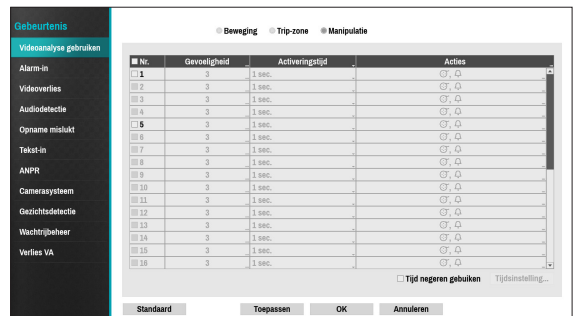 Gebeurtenis
Beweging Trip-zone Manipulatie
Videoanalyse gebruiken
Alarm-in
Videoverlies
Audiodetectie
Opname mislukt
Tekst-in
ANPR
Camerasysteem
Gezichtsdetectie
Wachtrijbeheer
Verlies VA
Nr. Gevoeligheid Activeringstijd Acties
1 3 1 sec.
2 3 1 sec.
3 3 1 sec.
4 3 1 sec.
5 3 1 sec.
6 3 1 sec.
7 3 1 sec.
8 3 1 sec.
9 3 1 sec.
10 3 1 sec.
11 3 1 sec.
12 3 1 sec.
13 3 1 sec.
14 3 1 sec.
15 3 1 sec.
16 3 1 sec.
Tijd negeren gebuiken Tijdsinstelling...
Standaard Toepassen OK Annuleren